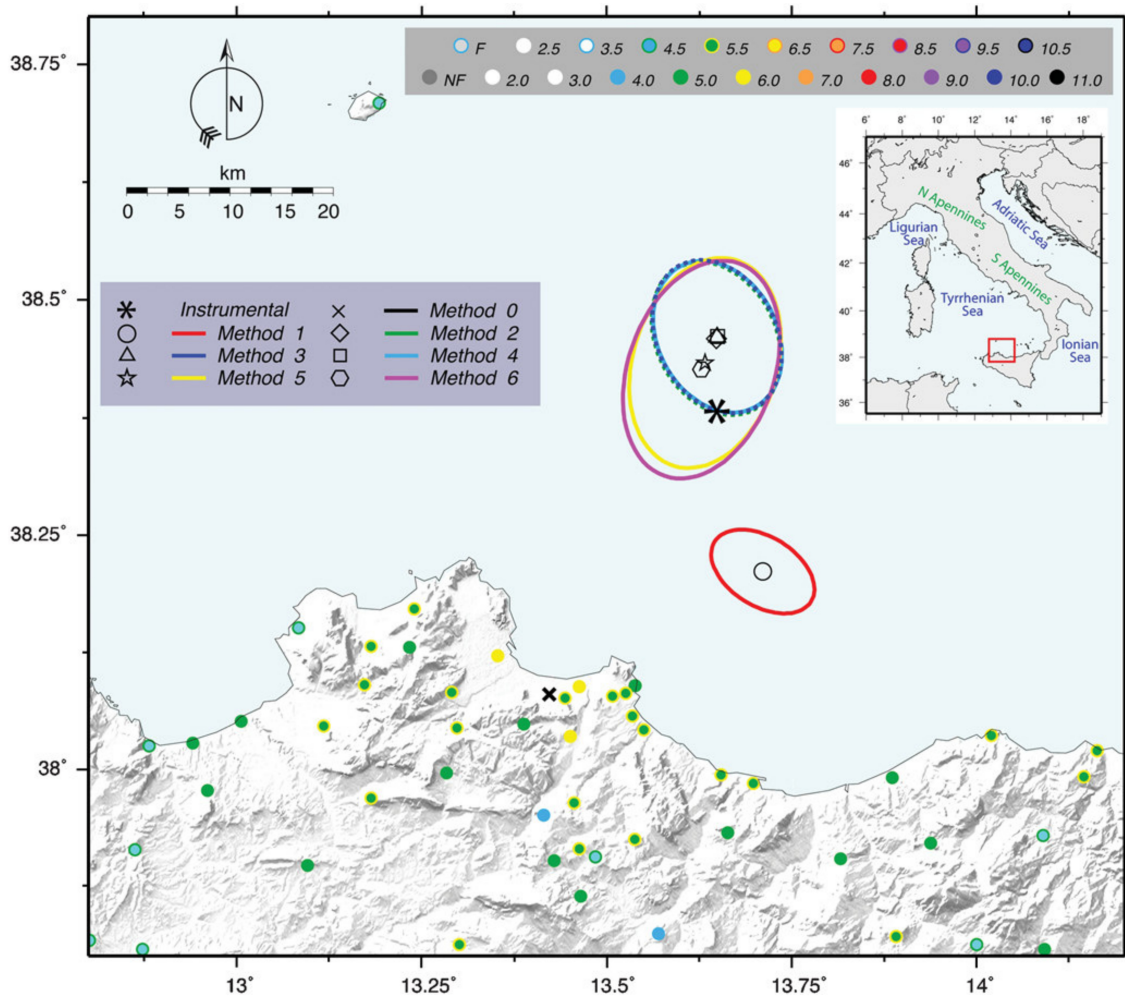 F 2.5 3.5 4.5 5.5 6.5 7.5 8.5 9.5 10.5
NF 2.0 3.0 4.0 5.0 6.0 7.0 8.0 9.0 10.0 11.0
38.75°
38.5°
38.25°
38°
N
km
0 5 10 15 20
Instrumental Method 0
Method 1 Method 2
Method 3 Method 4
Method 5 Method 6
6° 8° 10° 12° 14° 16° 18°
46°
44°
42°
40°
38°
36°
N Apennines
Adriatic Sea
Ligurian
Sea
S Apennines
Tyrrhenian
Sea
Ionian
Sea
13° 13.25° 13.5° 13.75° 14°